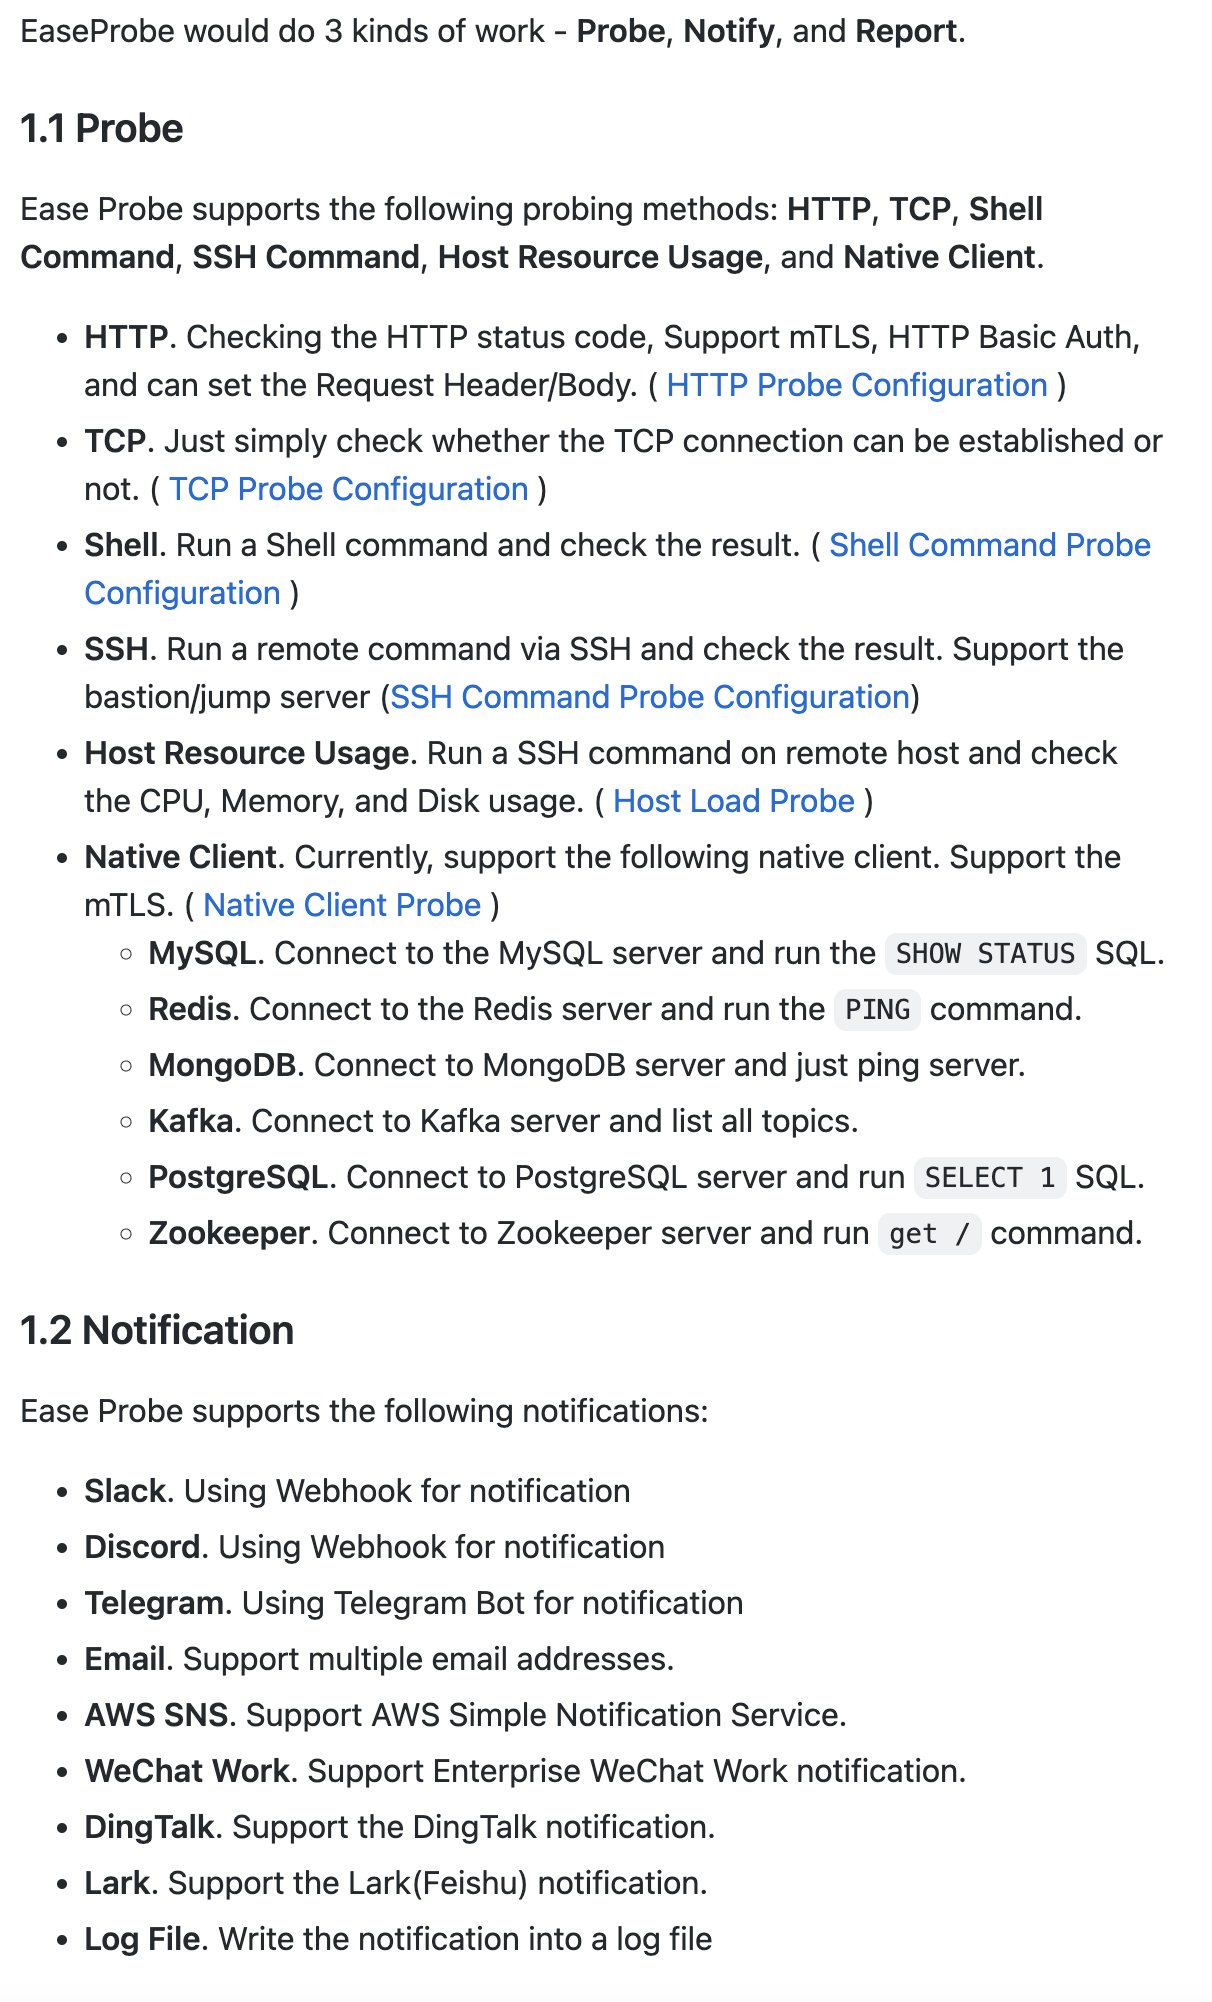 EaseProbe would do 3 kinds of work - Probe, Notify, and Report.
1.1 Probe
Ease Probe supports the following probing methods: HTTP, TCP, Shell
Command, SSH Command, Host Resource Usage, and Native Client.
• HTTP. Checking the HTTP status code, Support mTLS, HTTP Basic Auth,
and can set the Request Header/Body. ( HTTP Probe Configuration )
• TCP. Just simply check whether the TCP connection can be established or
not. ( TCP Probe Configuration )
• Shell. Run a Shell command and check the result. ( Shell Command Probe
Configuration )
• SSH. Run a remote command via SSH and check the result. Support the
bastion/jump server (SSH Command Probe Configuration)
• Host Resource Usage. Run a SSH command on remote host and check
the CPU, Memory, and Disk usage. ( Host Load Probe )
• Native Client. Currently, support the following native client. Support the
mTLS. ( Native Client Probe )
◦ MySQL. Connect to the MySQL server and run the SHOW STATUS SQL.
◦ Redis. Connect to the Redis server and run the PING command.
◦ MongoDB. Connect to MongoDB server and just ping server.
◦ Kafka. Connect to Kafka server and list all topics.
◦ PostgreSQL. Connect to PostgreSQL server and run SELECT 1 SQL.
◦ Zookeeper. Connect to Zookeeper server and run get / command.
1.2 Notification
Ease Probe supports the following notifications:
• Slack. Using Webhook for notification
• Discord. Using Webhook for notification
• Telegram. Using Telegram Bot for notification
• Email. Support multiple email addresses.
• AWS SNS. Support AWS Simple Notification Service.
• WeChat Work. Support Enterprise WeChat Work notification.
• DingTalk. Support the DingTalk notification.
• Lark. Support the Lark(Feishu) notification.
• Log File. Write the notification into a log file